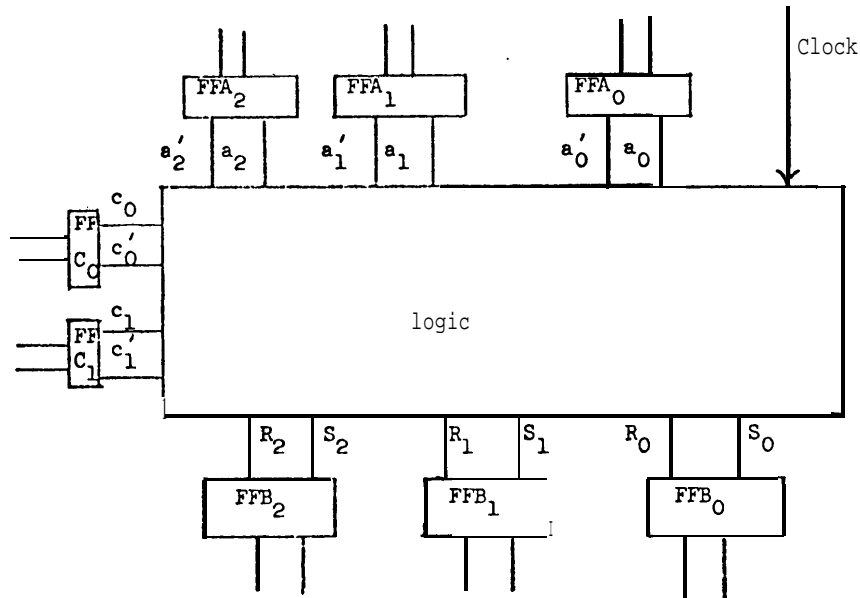 Clock
FFA₂ FFA₁ FFA₀
a₂′ a₂ a₁′ a₁ a₀′ a₀
c₀
FF
C₀ c₀′
c₁
FF
C₁ c₁′
logic
R₂ S₂ R₁ S₁ R₀ S₀
FFB₂ FFB₁ FFB₀